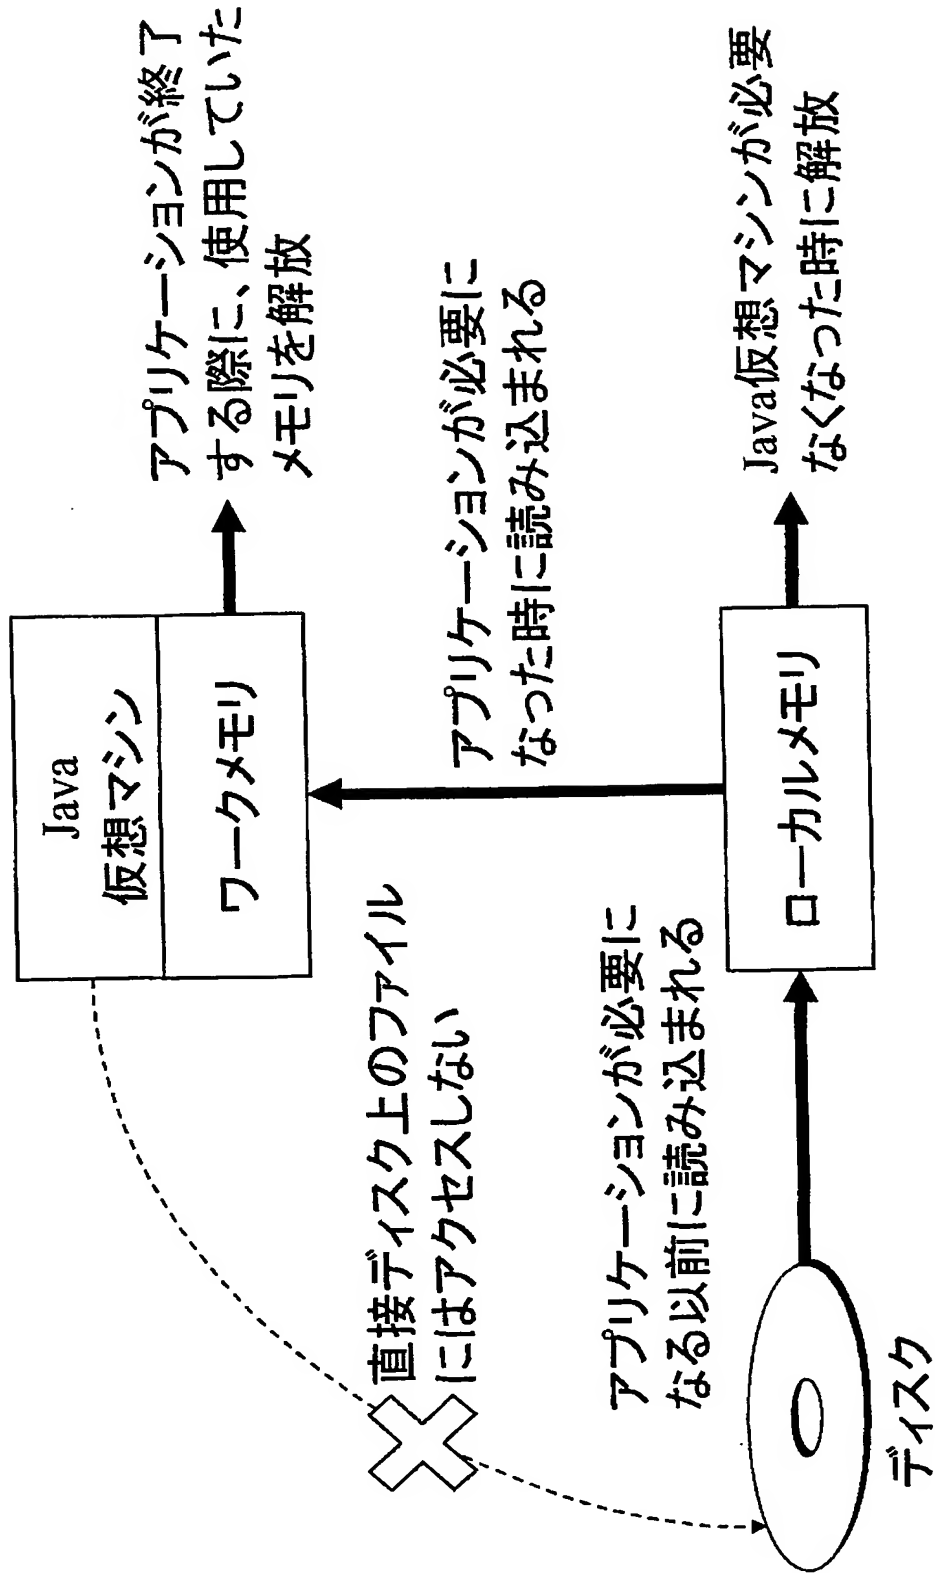 Java
仮想マシン
ワークメモリ
アプリケーションが終了
する際に、使用していた
メモリを解放
直接ディスク上のファイル
にはアクセスしない
アプリケーションが必要に
なった時に読み込まれる
アプリケーションが必要に
なる以前に読み込まれる
ローカルメモリ
Java仮想マシンが必要
なくなった時に解放
ディスク